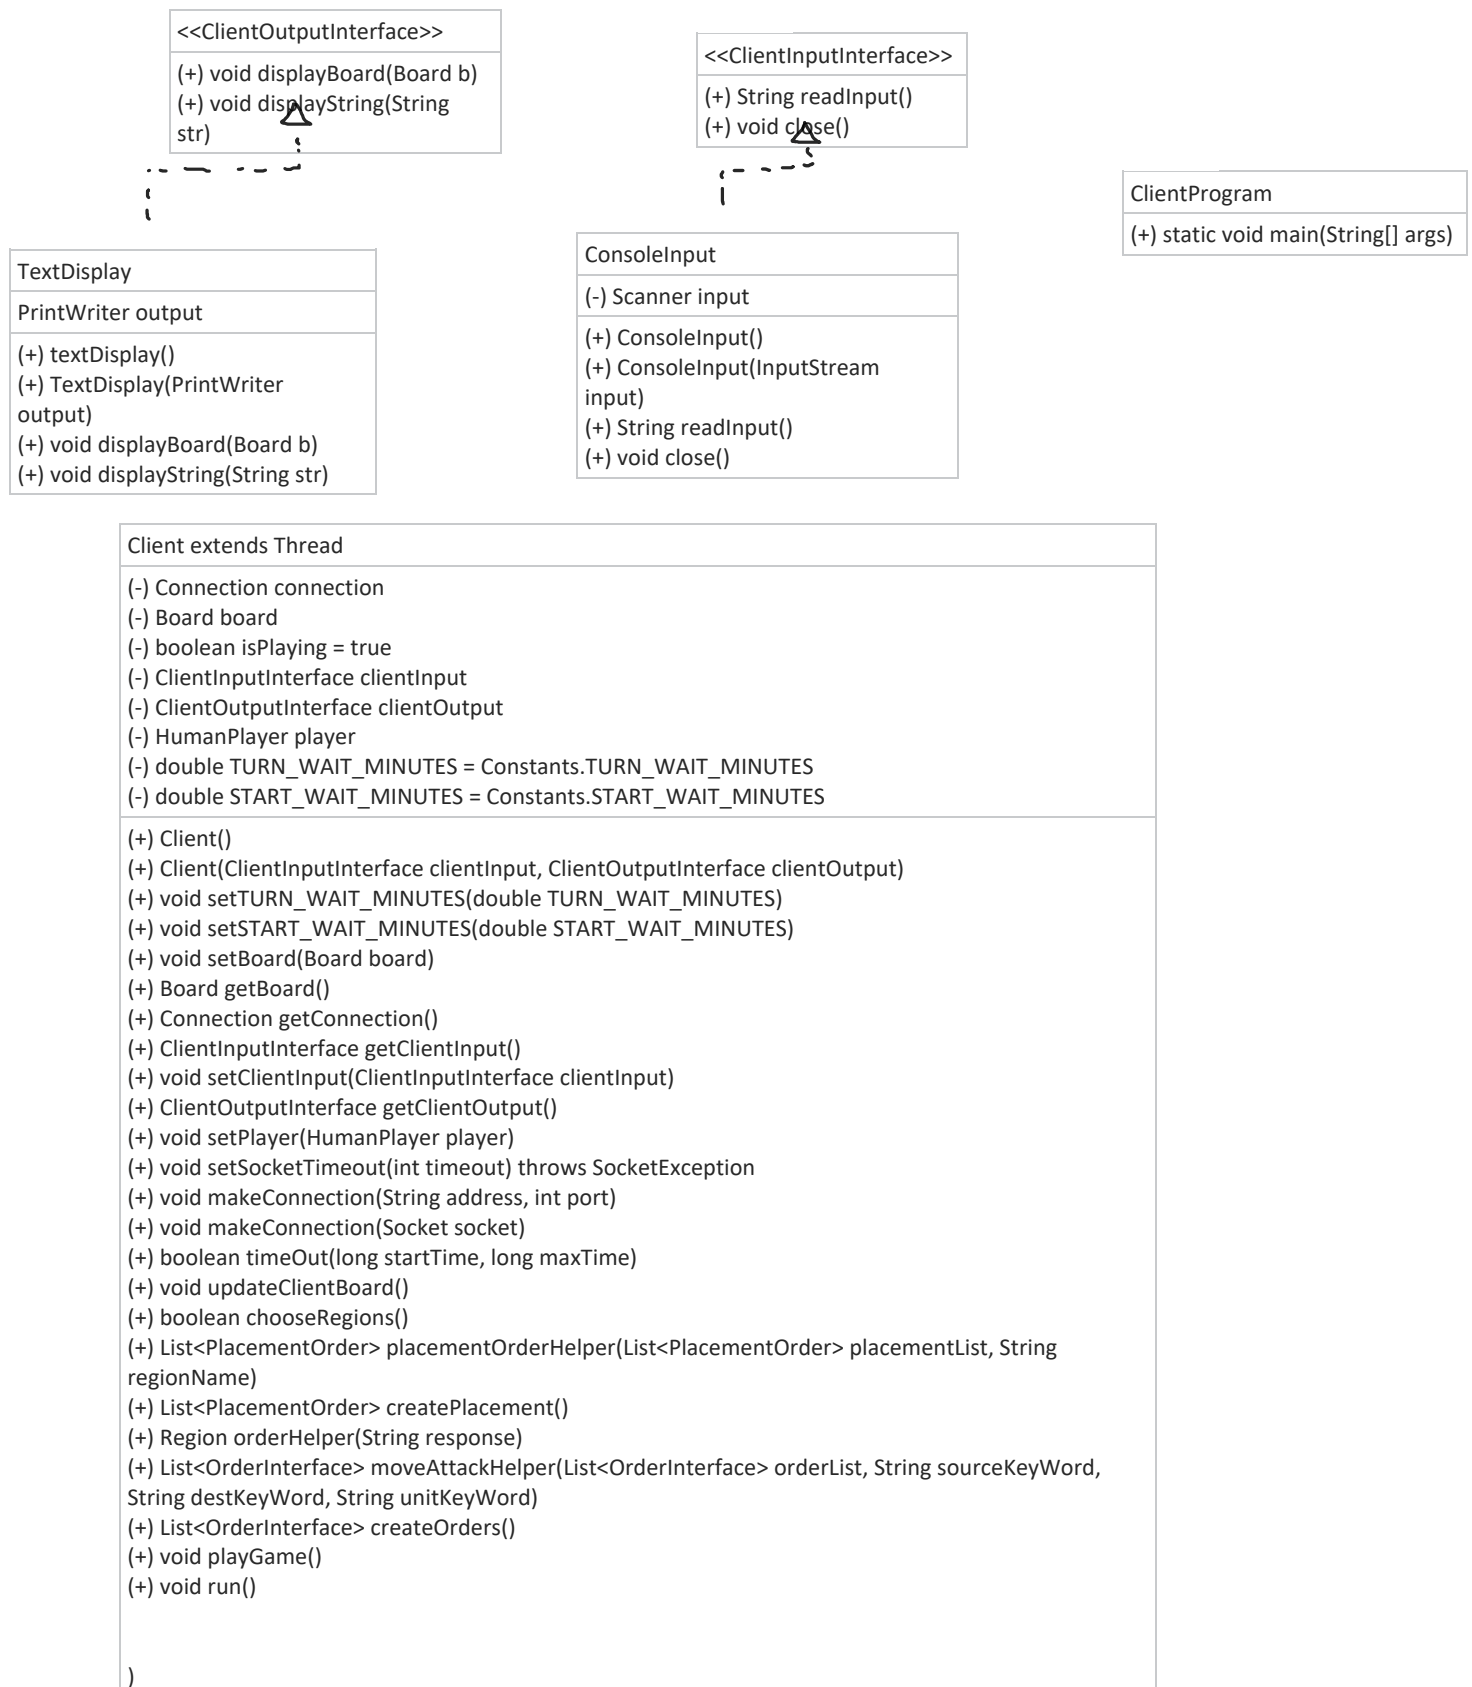 <<ClientOutputInterface>>
(+) void displayBoard(Board b)
(+) void displayString(String
str)
<<ClientInputInterface>>
(+) String readInput()
(+) void close()
ClientProgram
(+) static void main(String[] args)
TextDisplay
PrintWriter output
(+) textDisplay()
(+) TextDisplay(PrintWriter
output)
(+) void displayBoard(Board b)
(+) void displayString(String str)
ConsoleInput
(-) Scanner input
(+) ConsoleInput()
(+) ConsoleInput(InputStream
input)
(+) String readInput()
(+) void close()
Client extends Thread
(-) Connection connection
(-) Board board
(-) boolean isPlaying = true
(-) ClientInputInterface clientInput
(-) ClientOutputInterface clientOutput
(-) HumanPlayer player
(-) double TURN_WAIT_MINUTES = Constants.TURN_WAIT_MINUTES
(-) double START_WAIT_MINUTES = Constants.START_WAIT_MINUTES
(+) Client()
(+) Client(ClientInputInterface clientInput, ClientOutputInterface clientOutput)
(+) void setTURN_WAIT_MINUTES(double TURN_WAIT_MINUTES)
(+) void setSTART_WAIT_MINUTES(double START_WAIT_MINUTES)
(+) void setBoard(Board board)
(+) Board getBoard()
(+) Connection getConnection()
(+) ClientInputInterface getClientInput()
(+) void setClientInput(ClientInputInterface clientInput)
(+) ClientOutputInterface getClientOutput()
(+) void setPlayer(HumanPlayer player)
(+) void setSocketTimeout(int timeout) throws SocketException
(+) void makeConnection(String address, int port)
(+) void makeConnection(Socket socket)
(+) boolean timeOut(long startTime, long maxTime)
(+) void updateClientBoard()
(+) boolean chooseRegions()
(+) List<PlacementOrder> placementOrderHelper(List<PlacementOrder> placementList, String
regionName)
(+) List<PlacementOrder> createPlacement()
(+) Region orderHelper(String response)
(+) List<OrderInterface> moveAttackHelper(List<OrderInterface> orderList, String sourceKeyWord,
String destKeyWord, String unitKeyWord)
(+) List<OrderInterface> createOrders()
(+) void playGame()
(+) void run()
)